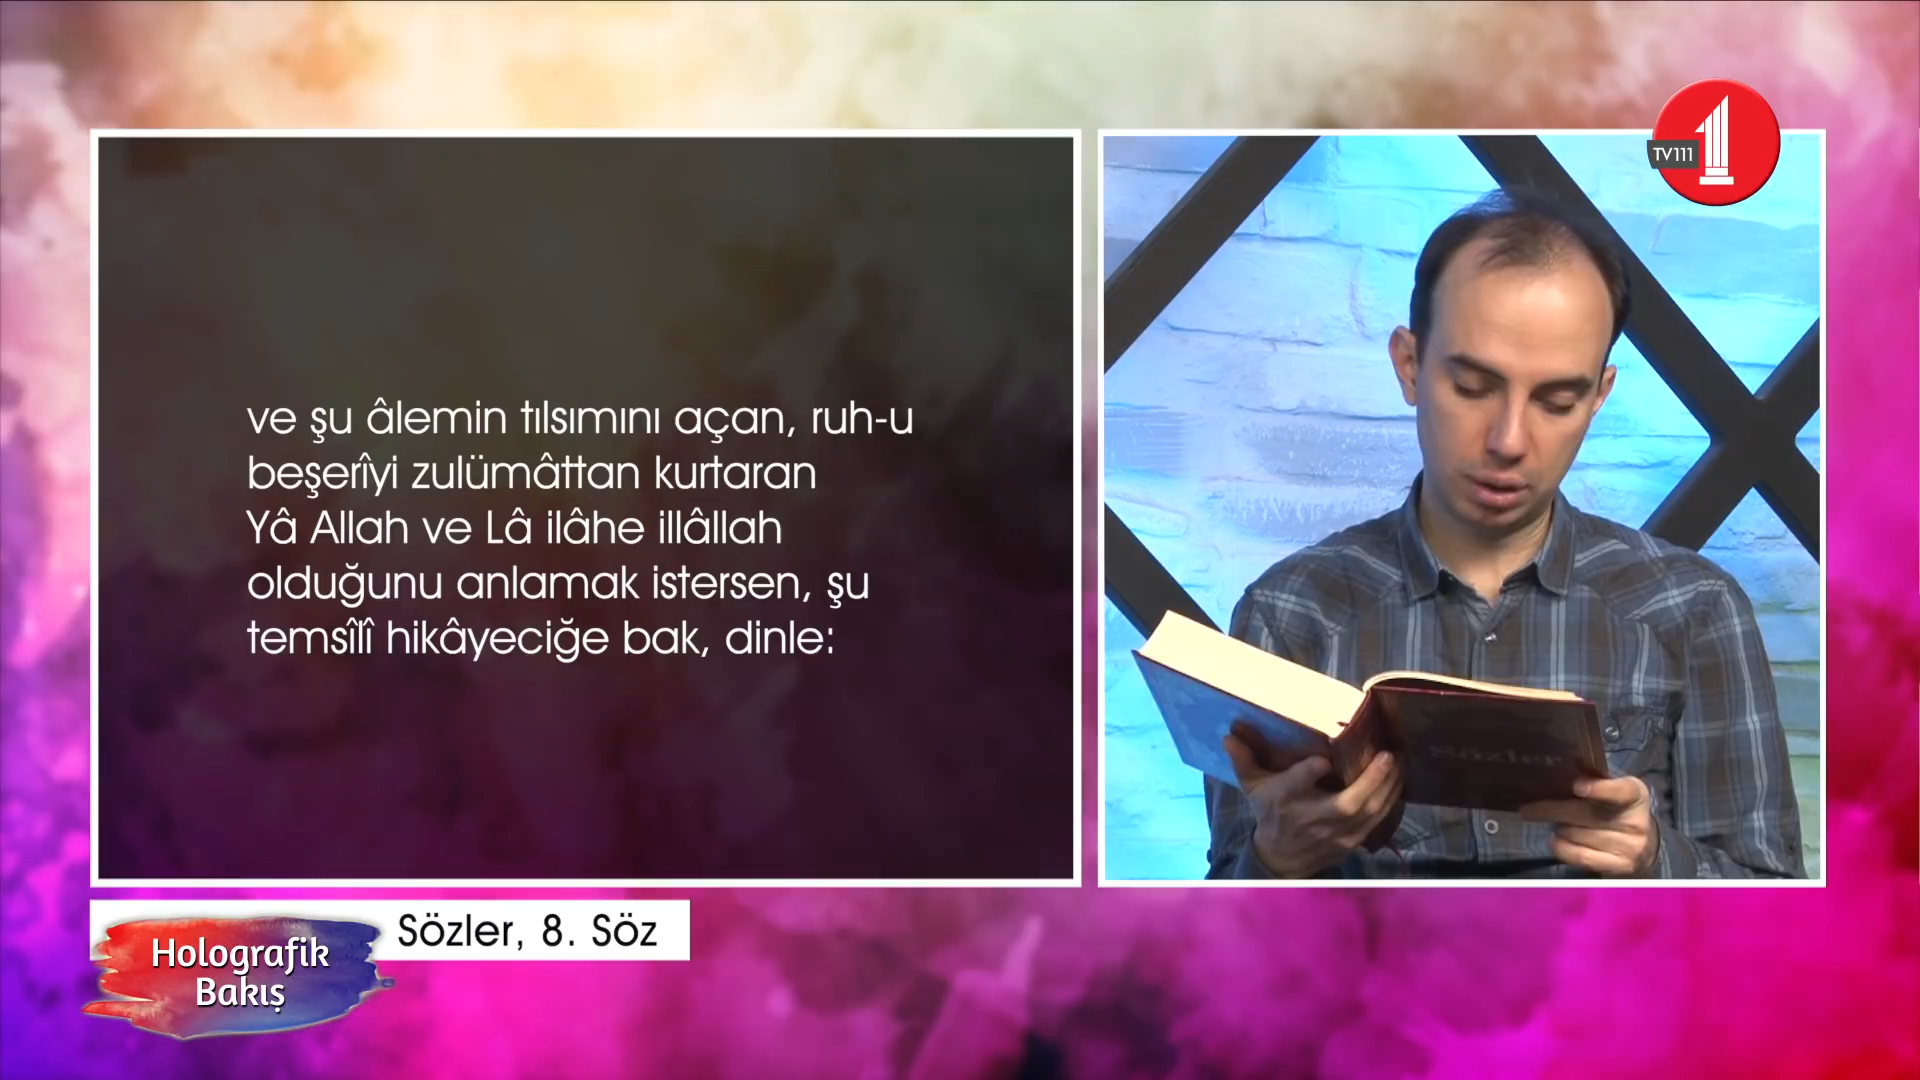 TV111
ve şu âlemin tılsımını açan, ruh-u
beşerîyi zulümâttan kurtaran
Yâ Allah ve Lâ ilâhe illâllah
olduğunu anlamak istersen, şu
temsîlî hikâyeciğe bak, dinle:
Sözler
Sözler, 8. Söz
Holografik
Bakış